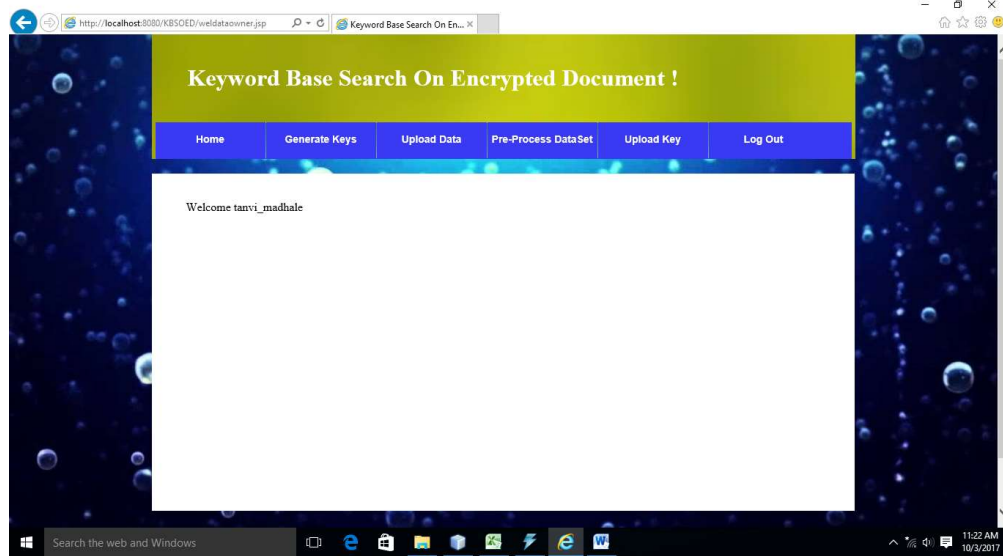 http://localhost:8080/KBSOED/weldataowner.jsp
Keyword Base Search On En...
Keyword Base Search On Encrypted Document !
Home Generate Keys Upload Data Pre-Process DataSet Upload Key Log Out
Welcome tanvi_madhale
Search the web and Windows
11:22 AM
10/3/2017